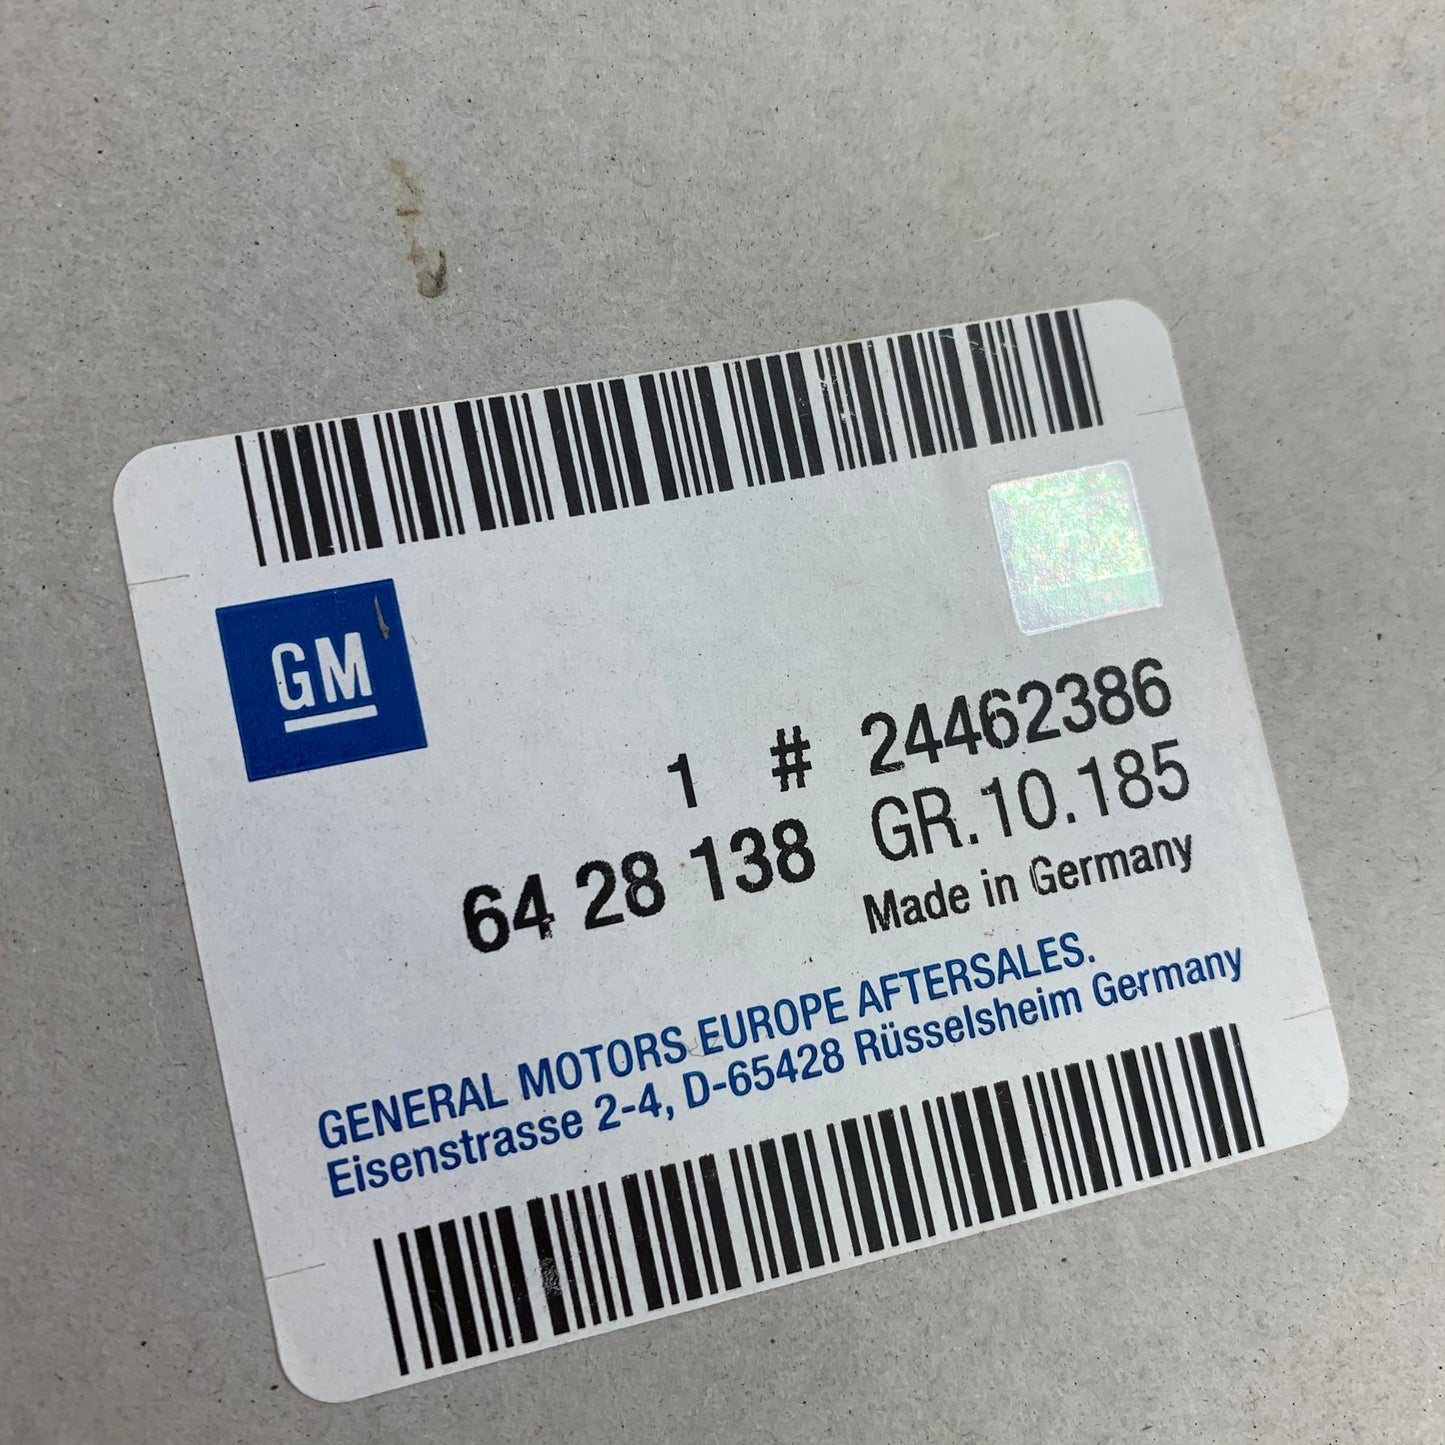 GM
1 # 24462386
64 28 138 GR.10.185
Made in Germany
GENERAL MOTORS EUROPE AFTERSALES.
Eisenstrasse 2-4, D-65428 Rüsselsheim Germany